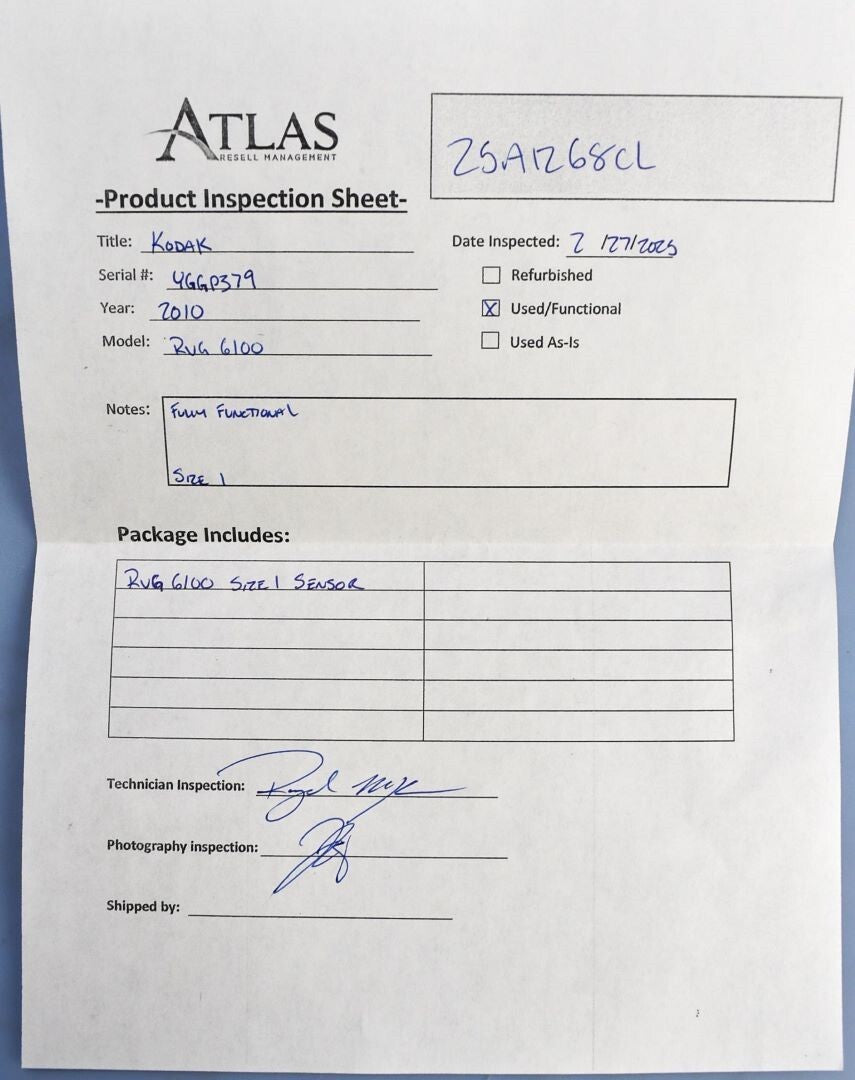 ATLAS
RESELL MANAGEMENT
25A1268CL
-Product Inspection Sheet-
Title: KODAK
Date Inspected: 2 /27/2025
Serial #: YGGP379
Refurbished
Year: 2010
X Used/Functional
Model: RVG 6100
Used As-Is
Notes: FULLY FUNCTIONAL
SIZE 1
Package Includes:
RVG 6100 SIZE 1 SENSOR
Technician Inspection:
Photography inspection:
Shipped by: